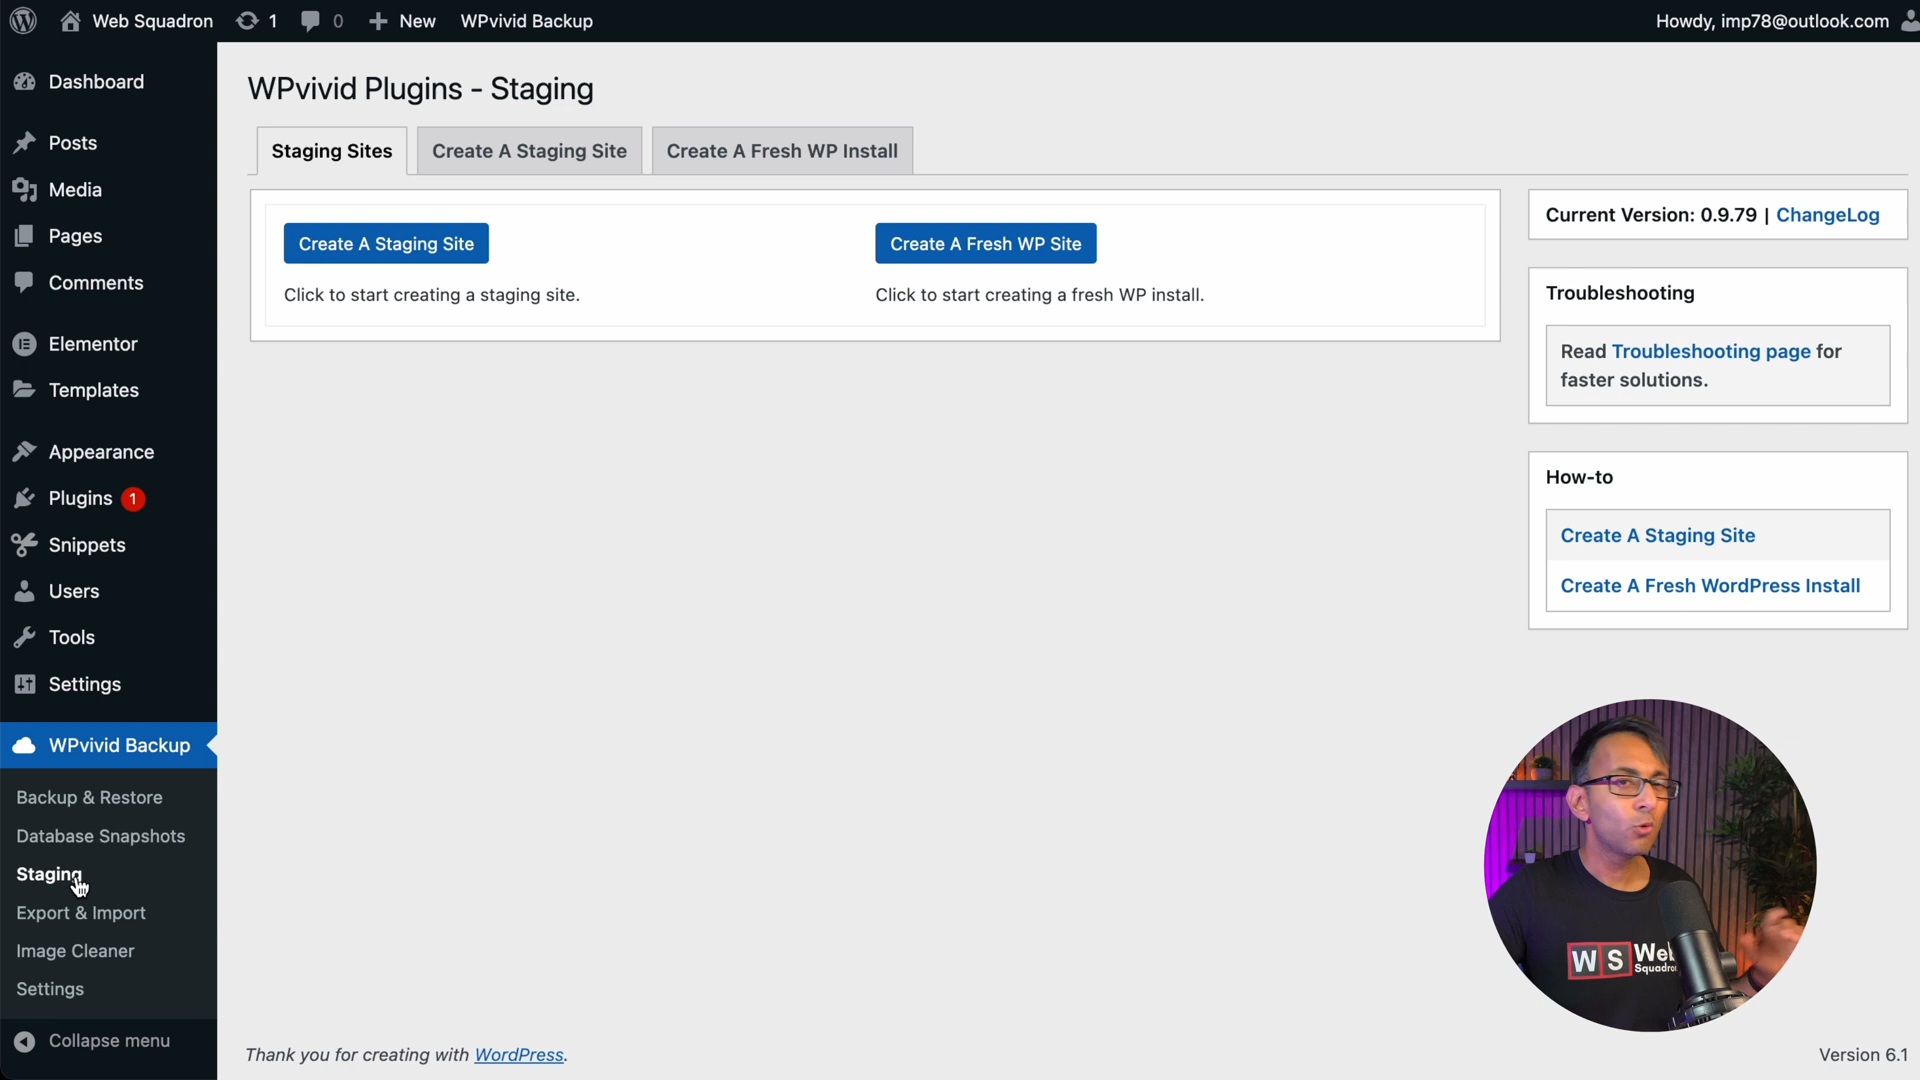 Web Squadron 1 0 New WPvivid Backup Howdy, imp78@outlook.com
Dashboard
Posts
Media
Pages
Comments
Elementor
Templates
Appearance
Plugins 1
Snippets
Users
Tools
Settings
WPvivid Backup
Backup & Restore
Database Snapshots
Staging
Export & Import
Image Cleaner
Settings
Collapse menu
WPvivid Plugins - Staging
Staging Sites Create A Staging Site Create A Fresh WP Install
Create A Staging Site
Click to start creating a staging site.
Create A Fresh WP Site
Click to start creating a fresh WP install.
Current Version: 0.9.79 | ChangeLog
Troubleshooting
Read Troubleshooting page for
faster solutions.
How-to
Create A Staging Site
Create A Fresh WordPress Install
W S Web
Squadron
Thank you for creating with WordPress.
Version 6.1